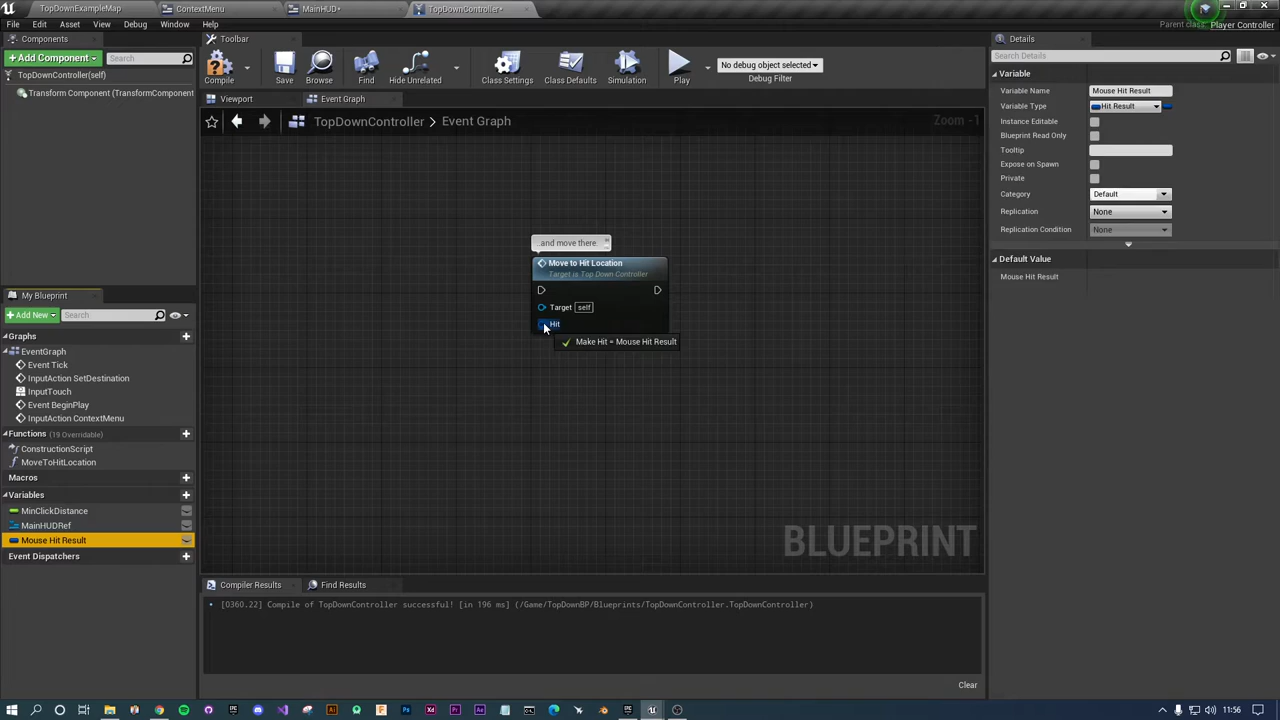 TopDownExampleMap
ContextMenu
MainHUD*
TopDownController*
File Edit Asset View Debug Window Help
Parent class: Player Controller
Components
+ Add Component
Search
TopDownController(self)
Transform Component (TransformComponent
Toolbar
Compile
Save
Browse
Find
Hide Unrelated
Class Settings
Class Defaults
Simulation
Play
No debug object selected
Debug Filter
Viewport
Event Graph
TopDownController > Event Graph
Zoom -1
..and move there.
Move to Hit Location
Target is Top Down Controller
Target self
Hit
Make Hit = Mouse Hit Result
BLUEPRINT
My Blueprint
+ Add New
Search
Graphs
EventGraph
Event Tick
InputAction SetDestination
InputTouch
Event BeginPlay
InputAction ContextMenu
Functions (19 Overridable)
ConstructionScript
MoveToHitLocation
Macros
Variables
MinClickDistance
MainHUDRef
Mouse Hit Result
Event Dispatchers
Compiler Results
Find Results
[0360.22] Compile of TopDownController successful! [in 196 ms] (/Game/TopDownBP/Blueprints/TopDownController.TopDownController)
Clear
Details
Search Details
Variable
Variable Name Mouse Hit Result
Variable Type Hit Result
Instance Editable
Blueprint Read Only
Tooltip
Expose on Spawn
Private
Category Default
Replication None
Replication Condition None
Default Value
Mouse Hit Result
11:56